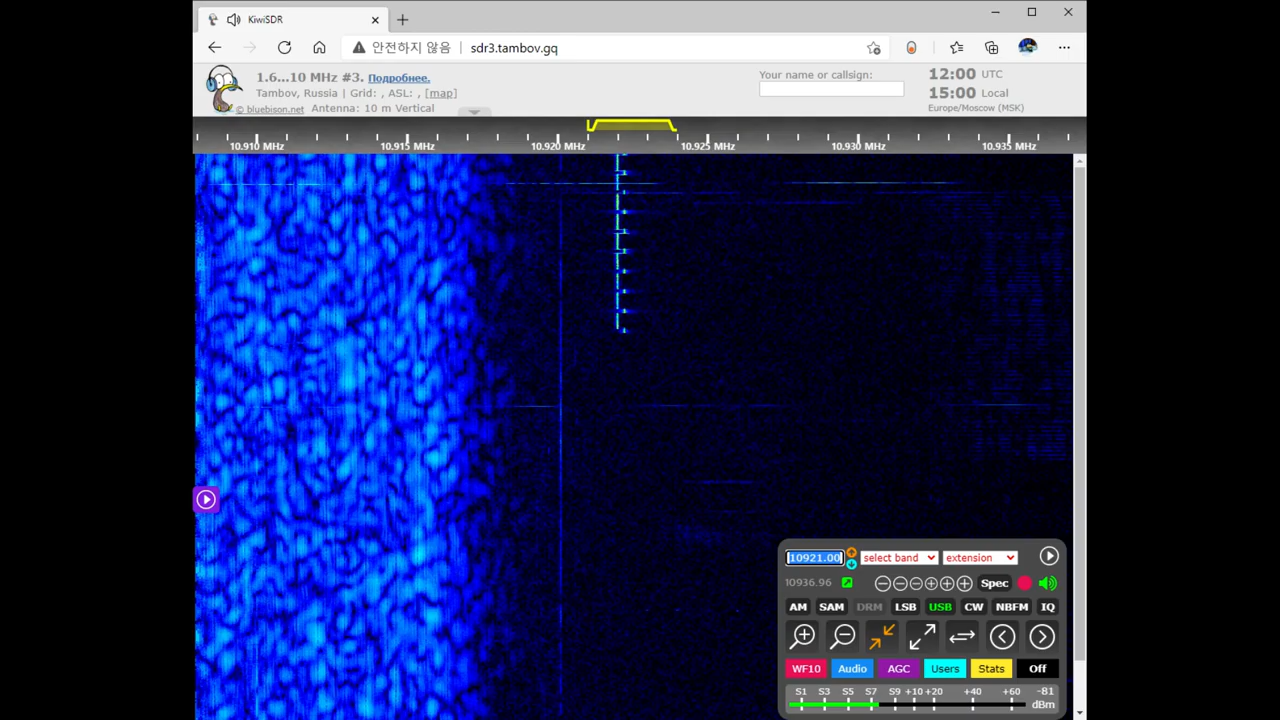 KiwiSDR
안전하지 않음 sdr3.tambov.gq
1.6...10 MHz #3. Подробнее.
Tambov, Russia | Grid: , ASL: , [map]
© bluebison.net Antenna: 10 m Vertical
Your name or callsign:
12:00 UTC
15:00 Local
Europe/Moscow (MSK)
10.910 MHz 10.915 MHz 10.920 MHz 10.925 MHz 10.930 MHz 10.935 MHz
10921.00 select band extension
10936.96 Spec
AM SAM DRM LSB USB CW NBFM IQ
WF10 Audio AGC Users Stats Off
S1 S3 S5 S7 S9 +10 +20 +40 +60 -81
dBm